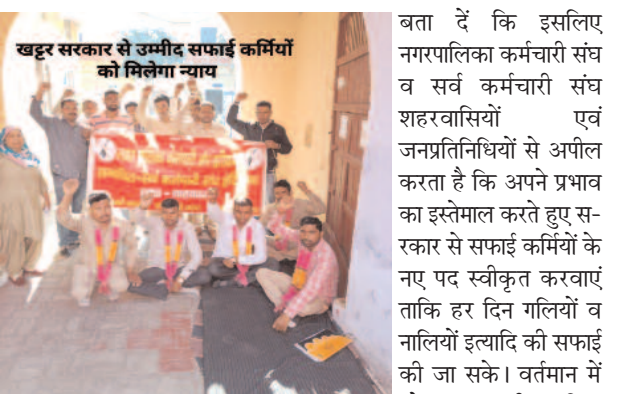 खट्टर सरकार से उम्मीद सफाई कर्मियों
को मिलेगा न्याय
बता दें कि इसलिए
नगरपालिका कर्मचारी संघ
व सर्व कर्मचारी संघ
शहरवासियों एवं
जनप्रतिनिधियों से अपील
करता है कि अपने प्रभाव
का इस्तेमाल करते हुए स-
रकार से सफाई कर्मियों के
नए पद स्वीकृत करवाएं
ताकि हर दिन गलियों व
नालियों इत्यादि की सफाई
की जा सके। वर्तमान में